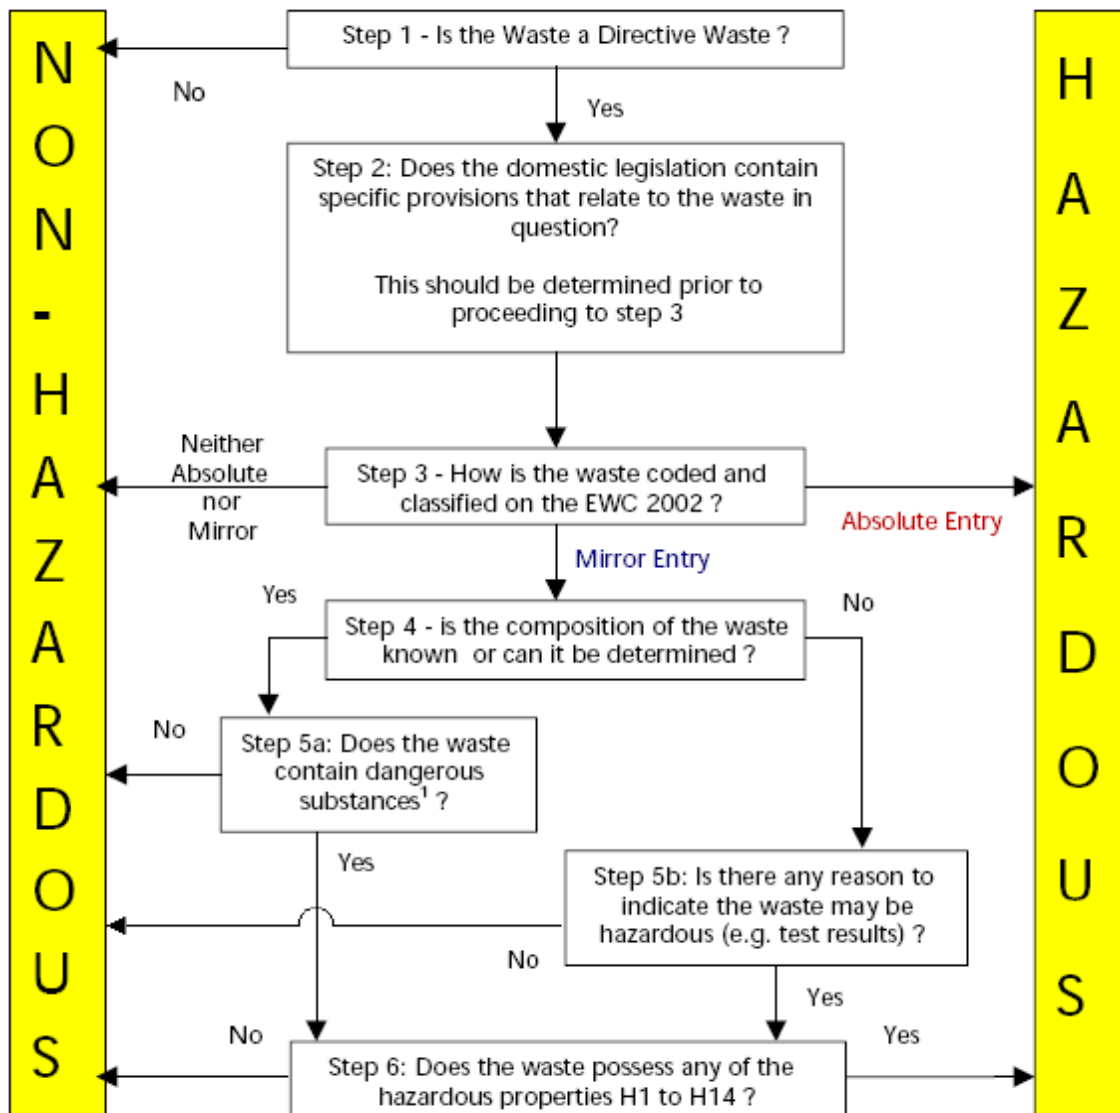 NON-HAZARDOUS
HAZARDOUS
Step 1 - Is the Waste a Directive Waste ?
No
Yes
Step 2: Does the domestic legislation contain
specific provisions that relate to the waste in
question?
This should be determined prior to
proceeding to step 3
Neither
Absolute
nor
Mirror
Step 3 - How is the waste coded and
classified on the EWC 2002 ?
Absolute Entry
Mirror Entry
Yes
No
Step 4 - is the composition of the waste
known or can it be determined ?
No
Step 5a: Does the waste
contain dangerous
substances¹ ?
Yes
Step 5b: Is there any reason to
indicate the waste may be
hazardous (e.g. test results) ?
No
Yes
No
Yes
Step 6: Does the waste possess any of the
hazardous properties H1 to H14 ?